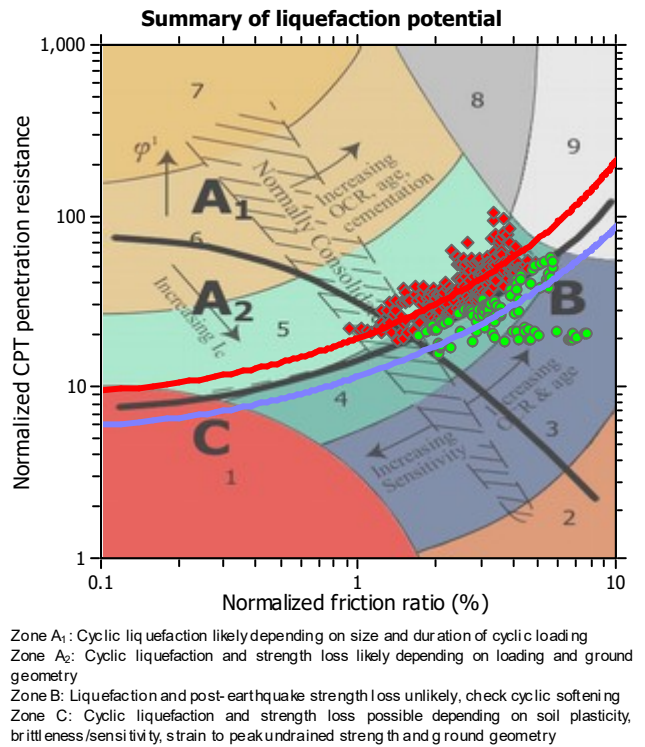 Summary of liquefaction potential
1,000
100
10
1
0.1
1
10
Normalized CPT penetration resistance
Normalized friction ratio (%)
7
8
9
φ'
A1
6
A2
5
4
B
C
1
3
2
Normally Consolid
Increasing
OCR, age,
cementation
Increasing Ic
Increasing
OCR & age
Increasing
Sensitivity
Zone A1: Cyclic liquefaction likely depending on size and duration of cyclic loading
Zone A2: Cyclic liquefaction and strength loss likely depending on loading and ground
geometry
Zone B: Liquefaction and post-earthquake strength loss unlikely, check cyclic softening
Zone C: Cyclic liquefaction and strength loss possible depending on soil plasticity,
brittleness/sensitivity, strain to peak undrained strength and ground geometry